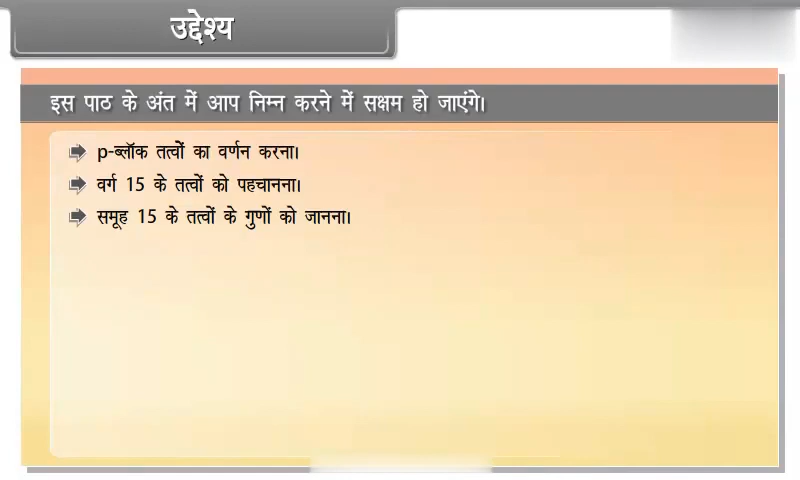 उद्देश्य
इस पाठ के अंत में आप निम्न करने में सक्षम हो जाएंगे।
p-ब्लॉक तत्वों का वर्णन करना।
वर्ग 15 के तत्वों को पहचानना।
समूह 15 के तत्वों के गुणों को जानना।